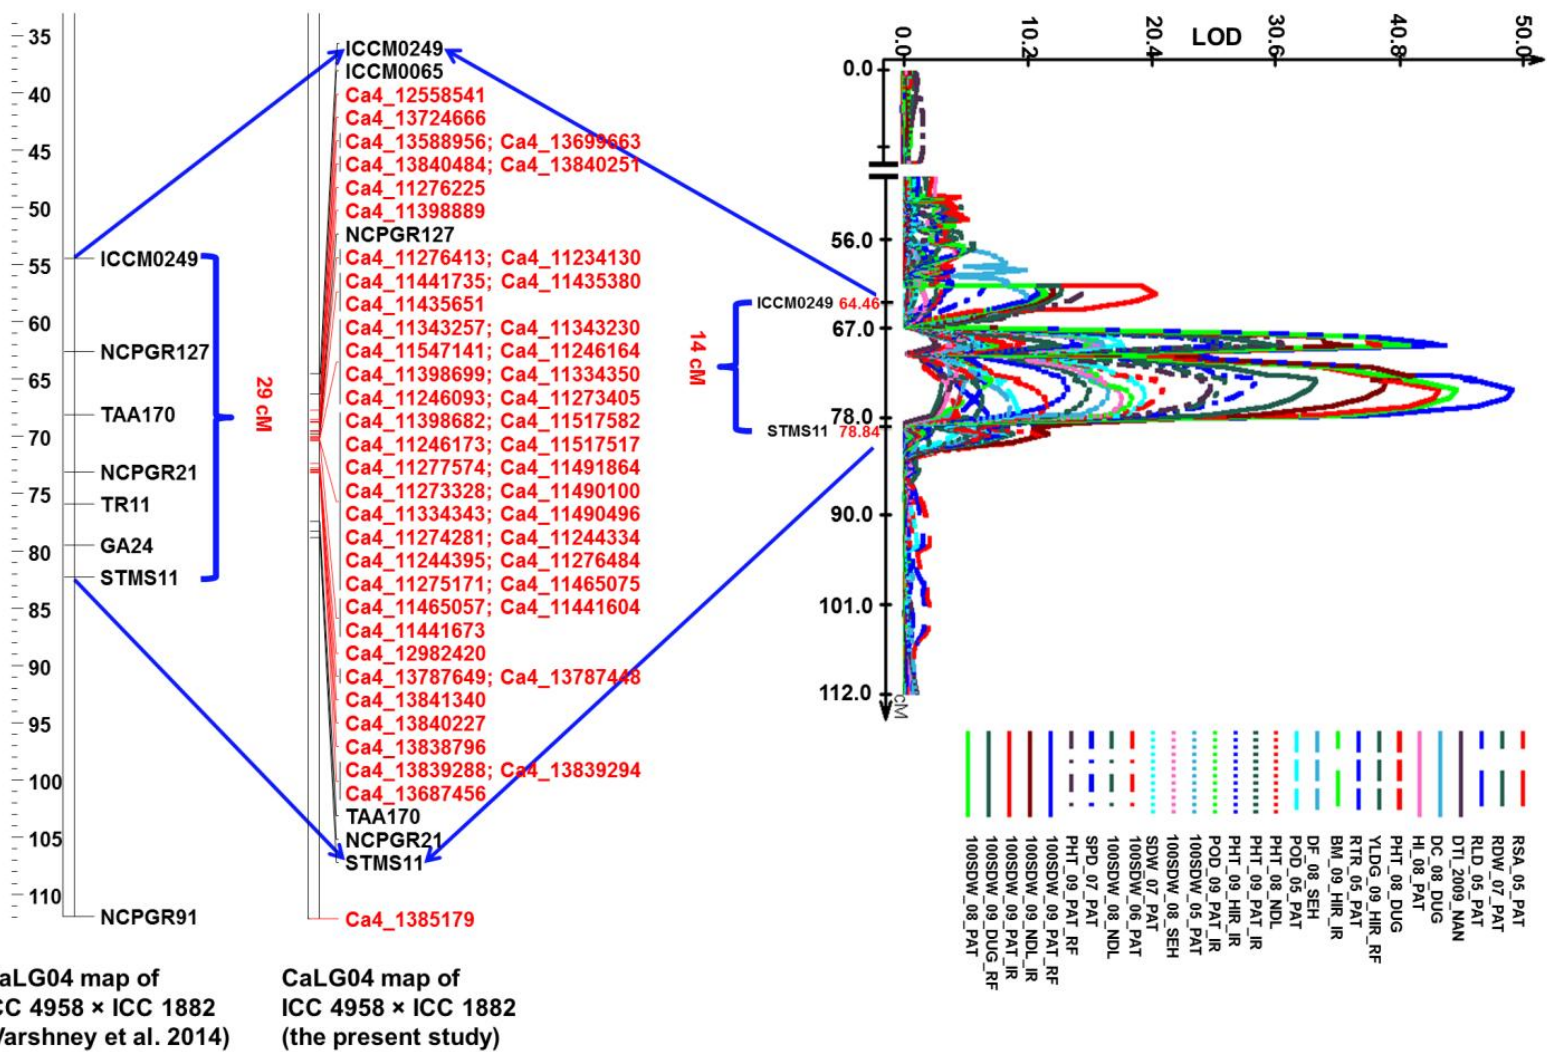 35
40
45
50
55
60
65
70
75
80
85
90
95
100
105
110
ICCM0249
NCPGR127
TAA170
NCPGR21
TR11
GA24
STMS11
NCPGR91
29 cM
ICCM0249
ICCM0065
Ca4_12558541
Ca4_13724666
Ca4_13588956; Ca4_13699663
Ca4_13840484; Ca4_13840251
Ca4_11276225
Ca4_11398889
NCPGR127
Ca4_11276413; Ca4_11234130
Ca4_11441735; Ca4_11435380
Ca4_11435651
Ca4_11343257; Ca4_11343230
Ca4_11547141; Ca4_11246164
Ca4_11398699; Ca4_11334350
Ca4_11246093; Ca4_11273405
Ca4_11398682; Ca4_11517582
Ca4_11246173; Ca4_11517517
Ca4_11277574; Ca4_11491864
Ca4_11273328; Ca4_11490100
Ca4_11334343; Ca4_11490496
Ca4_11274281; Ca4_11244334
Ca4_11244395; Ca4_11276484
Ca4_11275171; Ca4_11465075
Ca4_11465057; Ca4_11441604
Ca4_11441673
Ca4_12982420
Ca4_13787649; Ca4_13787448
Ca4_13841340
Ca4_13840227
Ca4_13838796
Ca4_13839288; Ca4_13839294
Ca4_13687456
TAA170
NCPGR21
STMS11
Ca4_1385179
aLG04 map of
CC 4958 × ICC 1882
Varshney et al. 2014)
CaLG04 map of
ICC 4958 × ICC 1882
(the present study)
14 cM
ICCM0249 64.46
STMS11 78.84
LOD
0.0
10.2
20.4
30.6
40.8
50.0
0.0
56.0
67.0
78.0
90.0
101.0
112.0
cM
100SDW_08_PAT
100SDW_09_DUG_RF
100SDW_09_PAT_IR
100SDW_09_NDL_IR
100SDW_09_PAT_RF
PHT_09_PAT_RF
SPD_07_PAT
100SDW_08_NDL
100SDW_06_PAT
SDW_07_PAT
100SDW_08_SEH
100SDW_05_PAT
POD_09_PAT_IR
PHT_09_HIR_IR
PHT_09_PAT_IR
PHT_08_NDL
POD_05_PAT
DF_08_SEH
BM_09_HIR_IR
RTR_05_PAT
YLDG_09_HIR_RF
PHT_08_DUG
HI_08_PAT
DC_08_DUG
DTI_2009_NAN
RLD_05_PAT
RDW_07_PAT
RSA_05_PAT